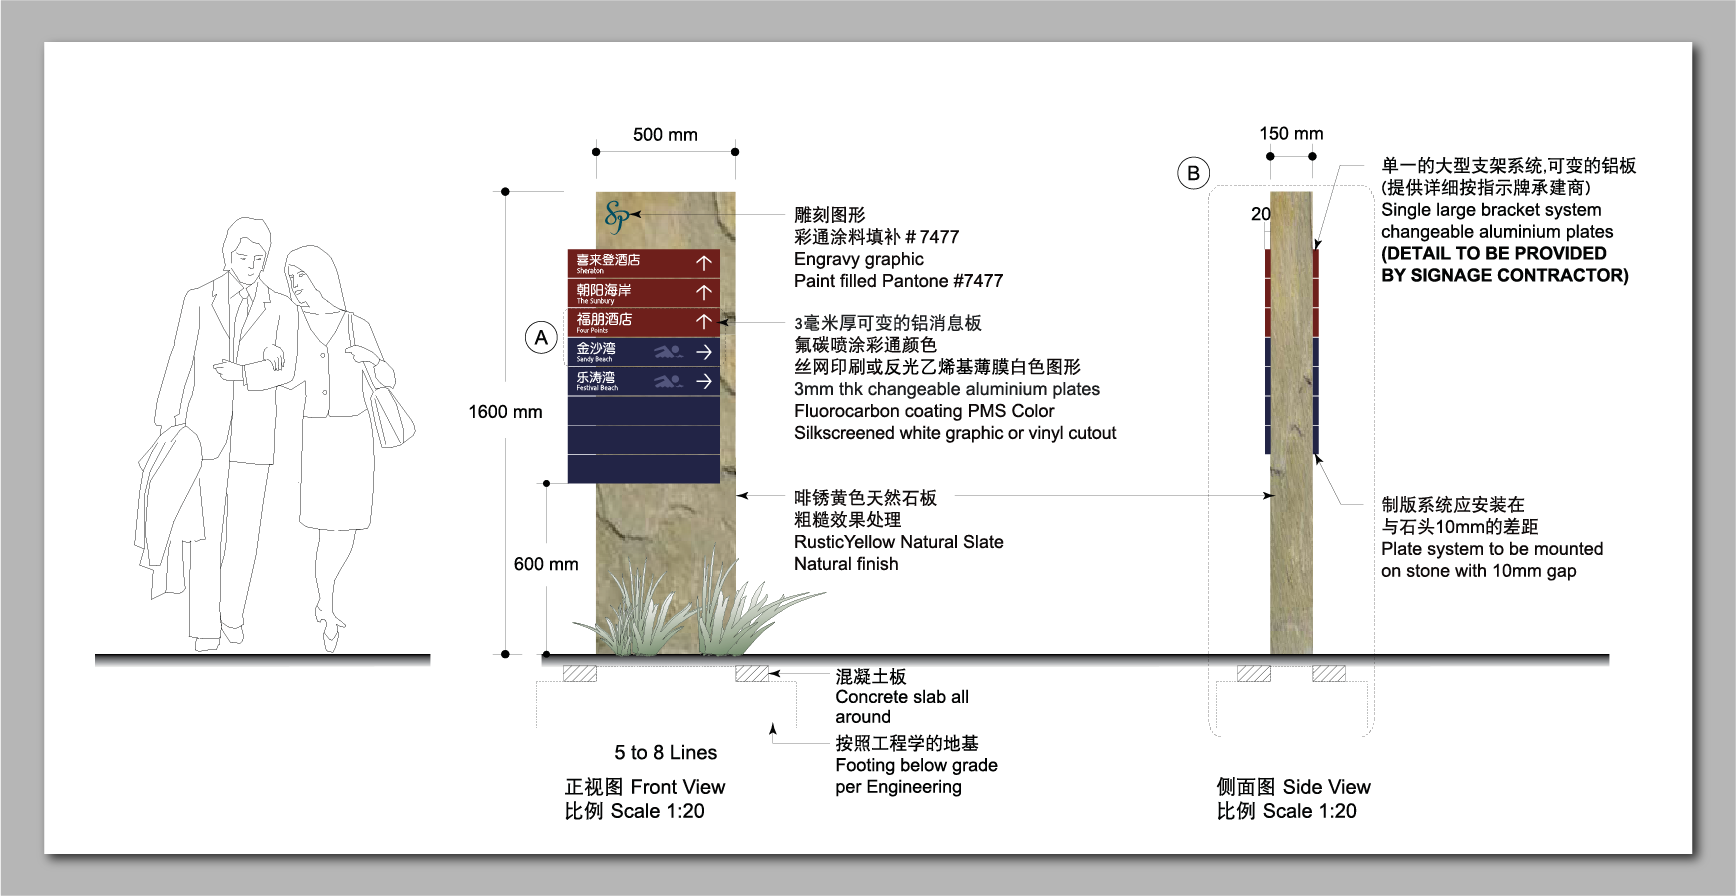 500 mm
1600 mm
600 mm
A
Sp
喜来登酒店
Sheraton
朝阳海岸
The Sunbury
福朋酒店
Four Points
金沙湾
Sandy Beach
乐涛湾
Festival Beach
雕刻图形
彩通涂料填补 # 7477
Engravy graphic
Paint filled Pantone #7477
3毫米厚可变的铝消息板
氟碳喷涂彩通颜色
丝网印刷或反光乙烯基薄膜白色图形
3mm thk changeable aluminium plates
Fluorocarbon coating PMS Color
Silkscreened white graphic or vinyl cutout
啡锈黄色天然石板
粗糙效果处理
RusticYellow Natural Slate
Natural finish
混凝土板
Concrete slab all
around
按照工程学的地基
Footing below grade
per Engineering
5 to 8 Lines
正视图 Front View
比例 Scale 1:20
150 mm
B
20
单一的大型支架系统,可变的铝板
(提供详细按指示牌承建商)
Single large bracket system
changeable aluminium plates
(DETAIL TO BE PROVIDED
BY SIGNAGE CONTRACTOR)
制版系统应安装在
与石头10mm的差距
Plate system to be mounted
on stone with 10mm gap
侧面图 Side View
比例 Scale 1:20